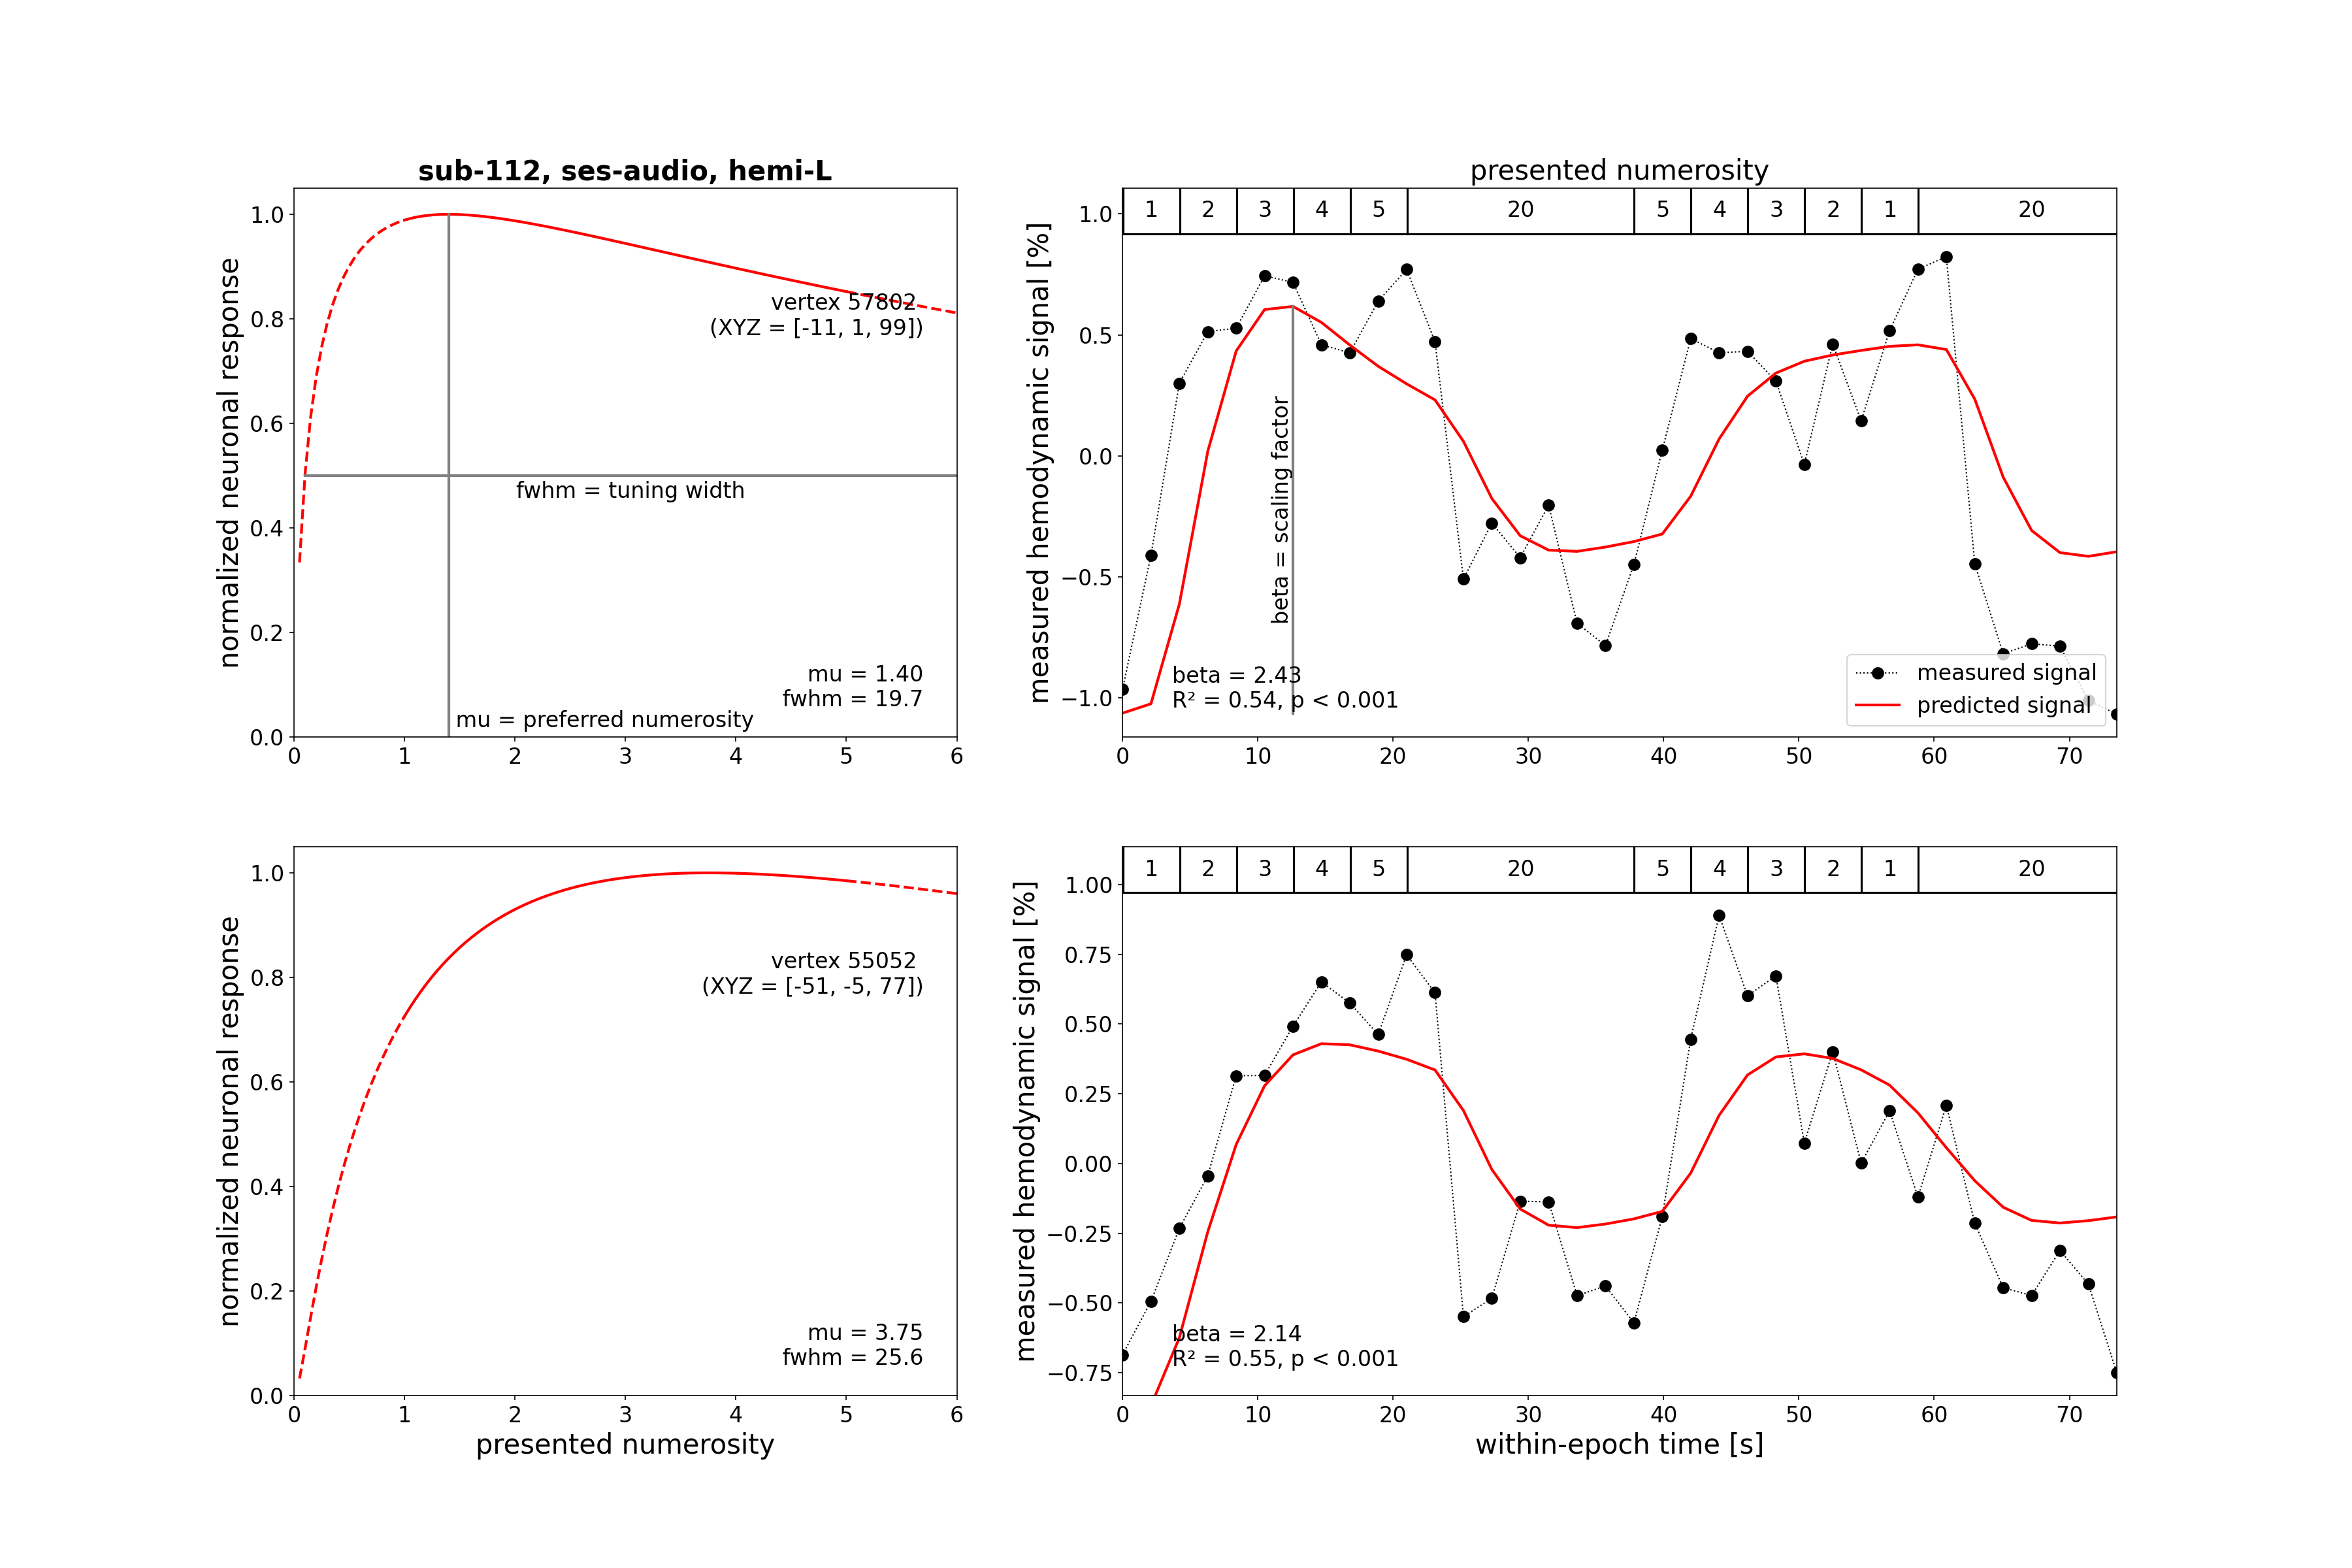 sub-112, ses-audio, hemi-L
normalized neuronal response
1.0
0.8
0.6
0.4
0.2
0.0
vertex 57802
(XYZ = [-11, 1, 99])
fwhm = tuning width
mu = 1.40
fwhm = 19.7
mu = preferred numerosity
0 1 2 3 4 5 6
presented numerosity
1 2 3 4 5 20 5 4 3 2 1 20
measured hemodynamic signal [%]
1.0
0.5
0.0
−0.5
−1.0
beta = scaling factor
beta = 2.43
R² = 0.54, p < 0.001
measured signal
predicted signal
0 10 20 30 40 50 60 70
normalized neuronal response
1.0
0.8
0.6
0.4
0.2
0.0
vertex 55052
(XYZ = [-51, -5, 77])
mu = 3.75
fwhm = 25.6
0 1 2 3 4 5 6
presented numerosity
1 2 3 4 5 20 5 4 3 2 1 20
measured hemodynamic signal [%]
1.00
0.75
0.50
0.25
0.00
−0.25
−0.50
−0.75
beta = 2.14
R² = 0.55, p < 0.001
0 10 20 30 40 50 60 70
within-epoch time [s]